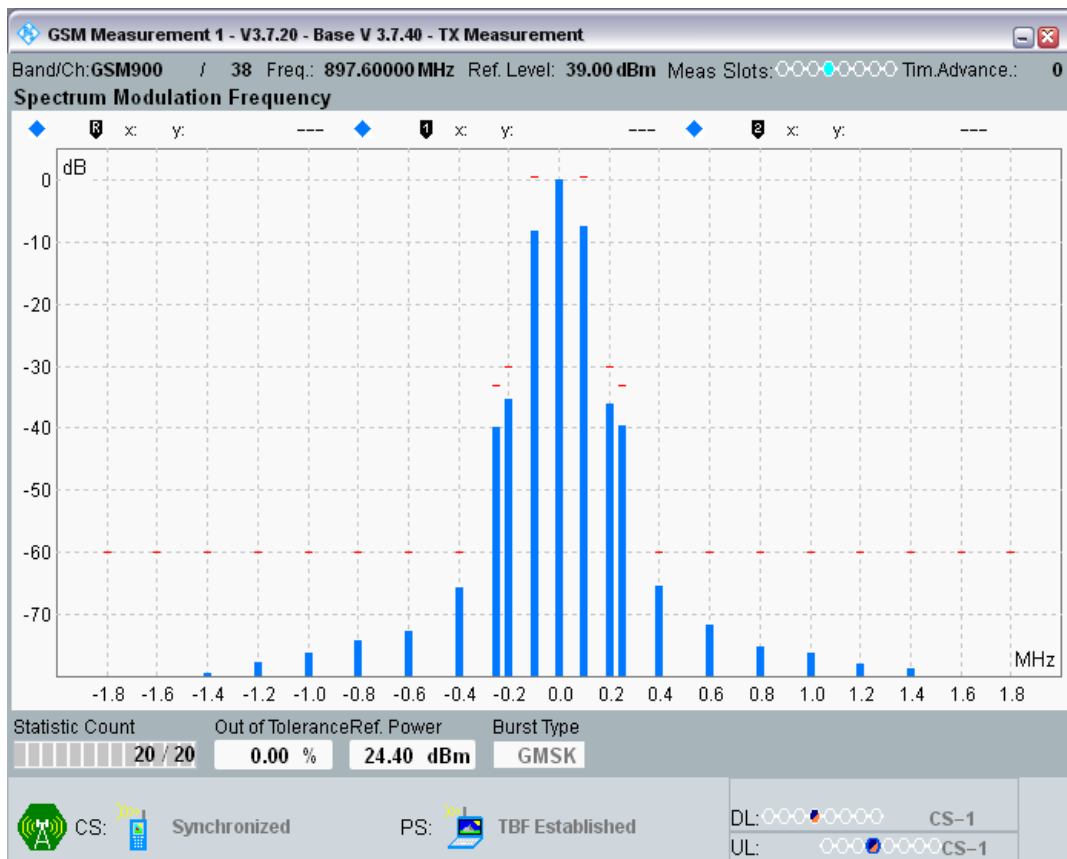 GSM Measurement 1 - V3.7.20 - Base V 3.7.40 - TX Measurement
Band/Ch: GSM900 / 38 Freq.: 897.60000 MHz Ref. Level: 39.00 dBm Meas Slots: Tim.Advance.: 0
Spectrum Modulation Frequency
R x: y: --- 1 x: y: --- 2 x: y: ---
dB
0
-10
-20
-30
-40
-50
-60
-70
MHz
-1.8 -1.6 -1.4 -1.2 -1.0 -0.8 -0.6 -0.4 -0.2 0.0 0.2 0.4 0.6 0.8 1.0 1.2 1.4 1.6 1.8
Statistic Count Out of Tolerance Ref. Power Burst Type
20 / 20 0.00 % 24.40 dBm GMSK
CS: Synchronized PS: TBF Established
DL: CS-1
UL: CS-1